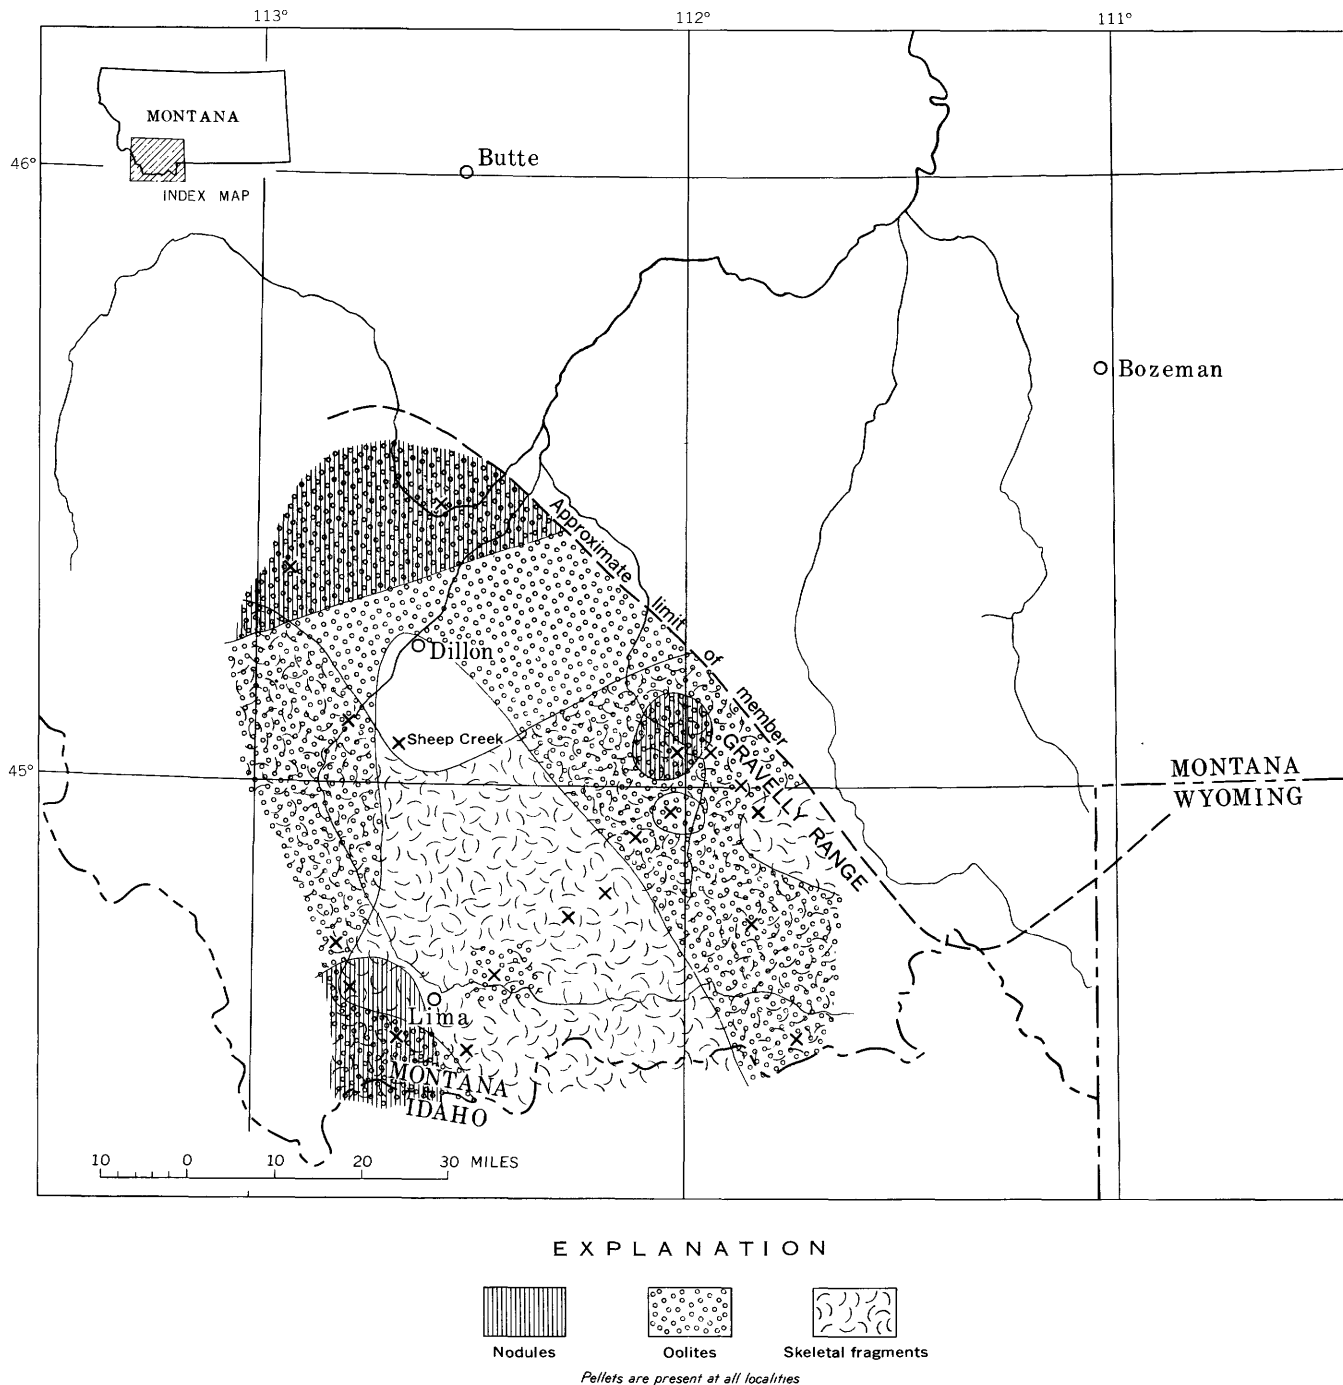 113°
112°
111°
MONTANA
46°
INDEX MAP
Butte
Bozeman
Approximate limit of member
Dillon
Sheep Creek
GRAVELLY RANGE
45°
MONTANA
WYOMING
Lima
MONTANA
IDAHO
10 0 10 20 30 MILES
EXPLANATION
Nodules Oolites Skeletal fragments
Pellets are present at all localities